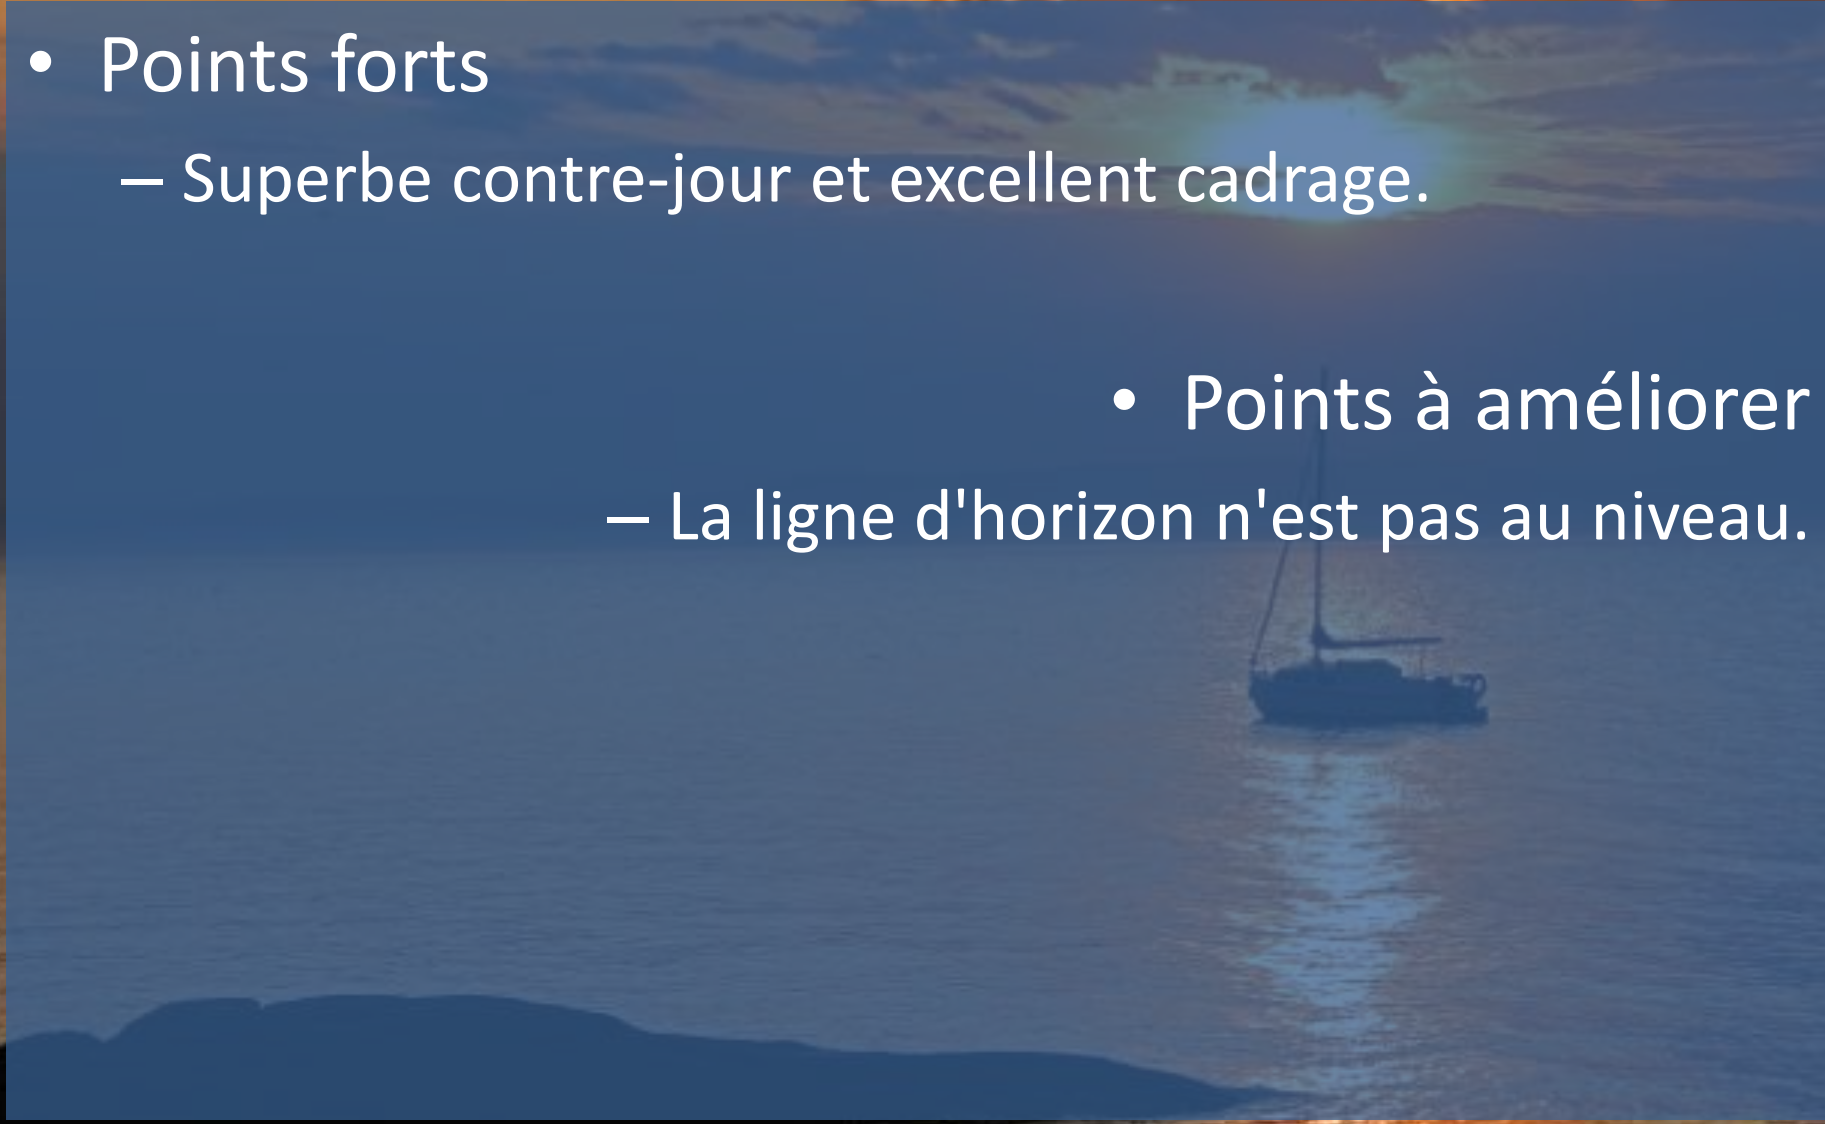 • Points forts
– Superbe contre-jour et excellent cadrage.
• Points à améliorer
– La ligne d'horizon n'est pas au niveau.